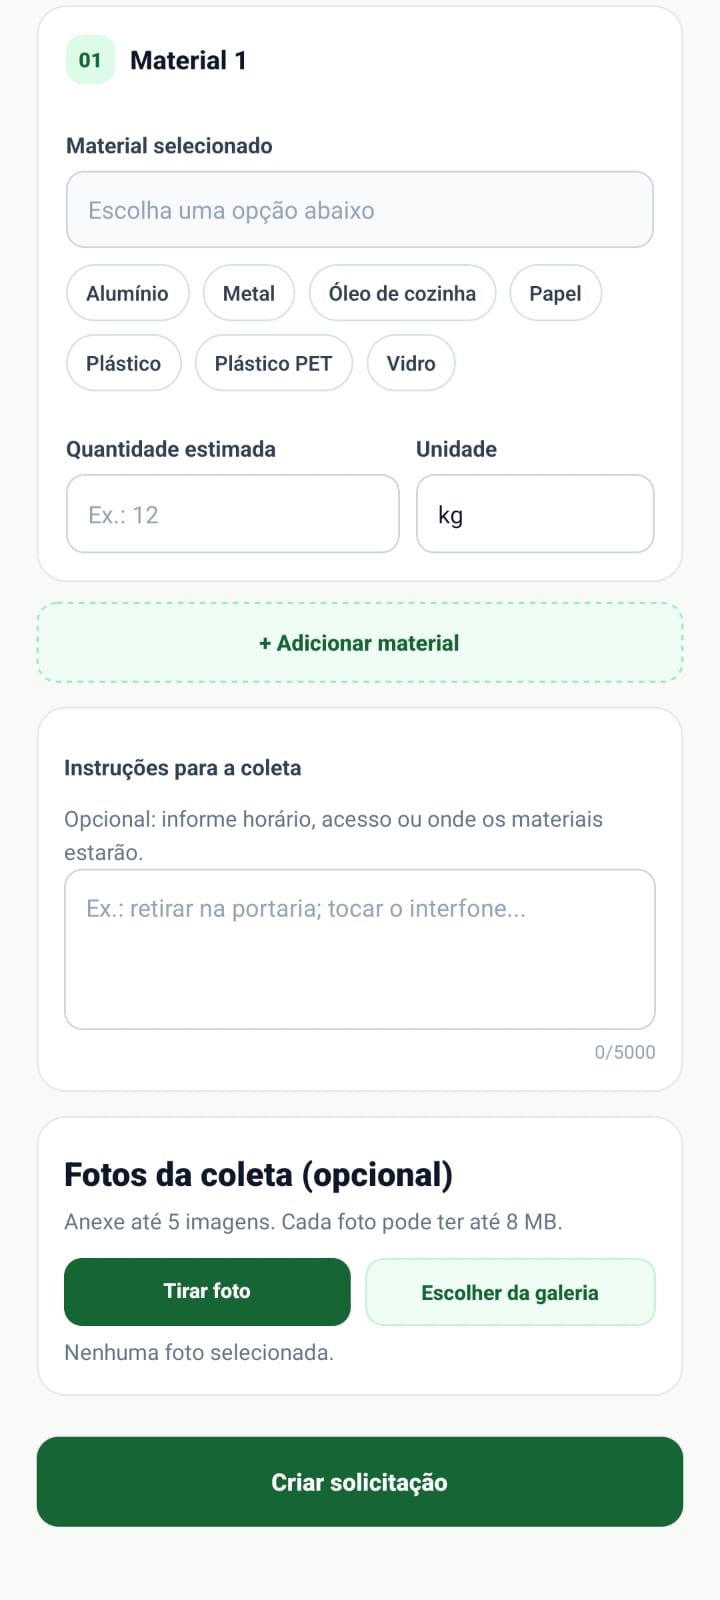 01 Material 1
Material selecionado
Escolha uma opção abaixo
Alumínio Metal Óleo de cozinha Papel
Plástico Plástico PET Vidro
Quantidade estimada Unidade
Ex.: 12 kg
+ Adicionar material
Instruções para a coleta
Opcional: informe horário, acesso ou onde os materiais
estarão.
Ex.: retirar na portaria; tocar o interfone...
0/5000
Fotos da coleta (opcional)
Anexe até 5 imagens. Cada foto pode ter até 8 MB.
Tirar foto Escolher da galeria
Nenhuma foto selecionada.
Criar solicitação